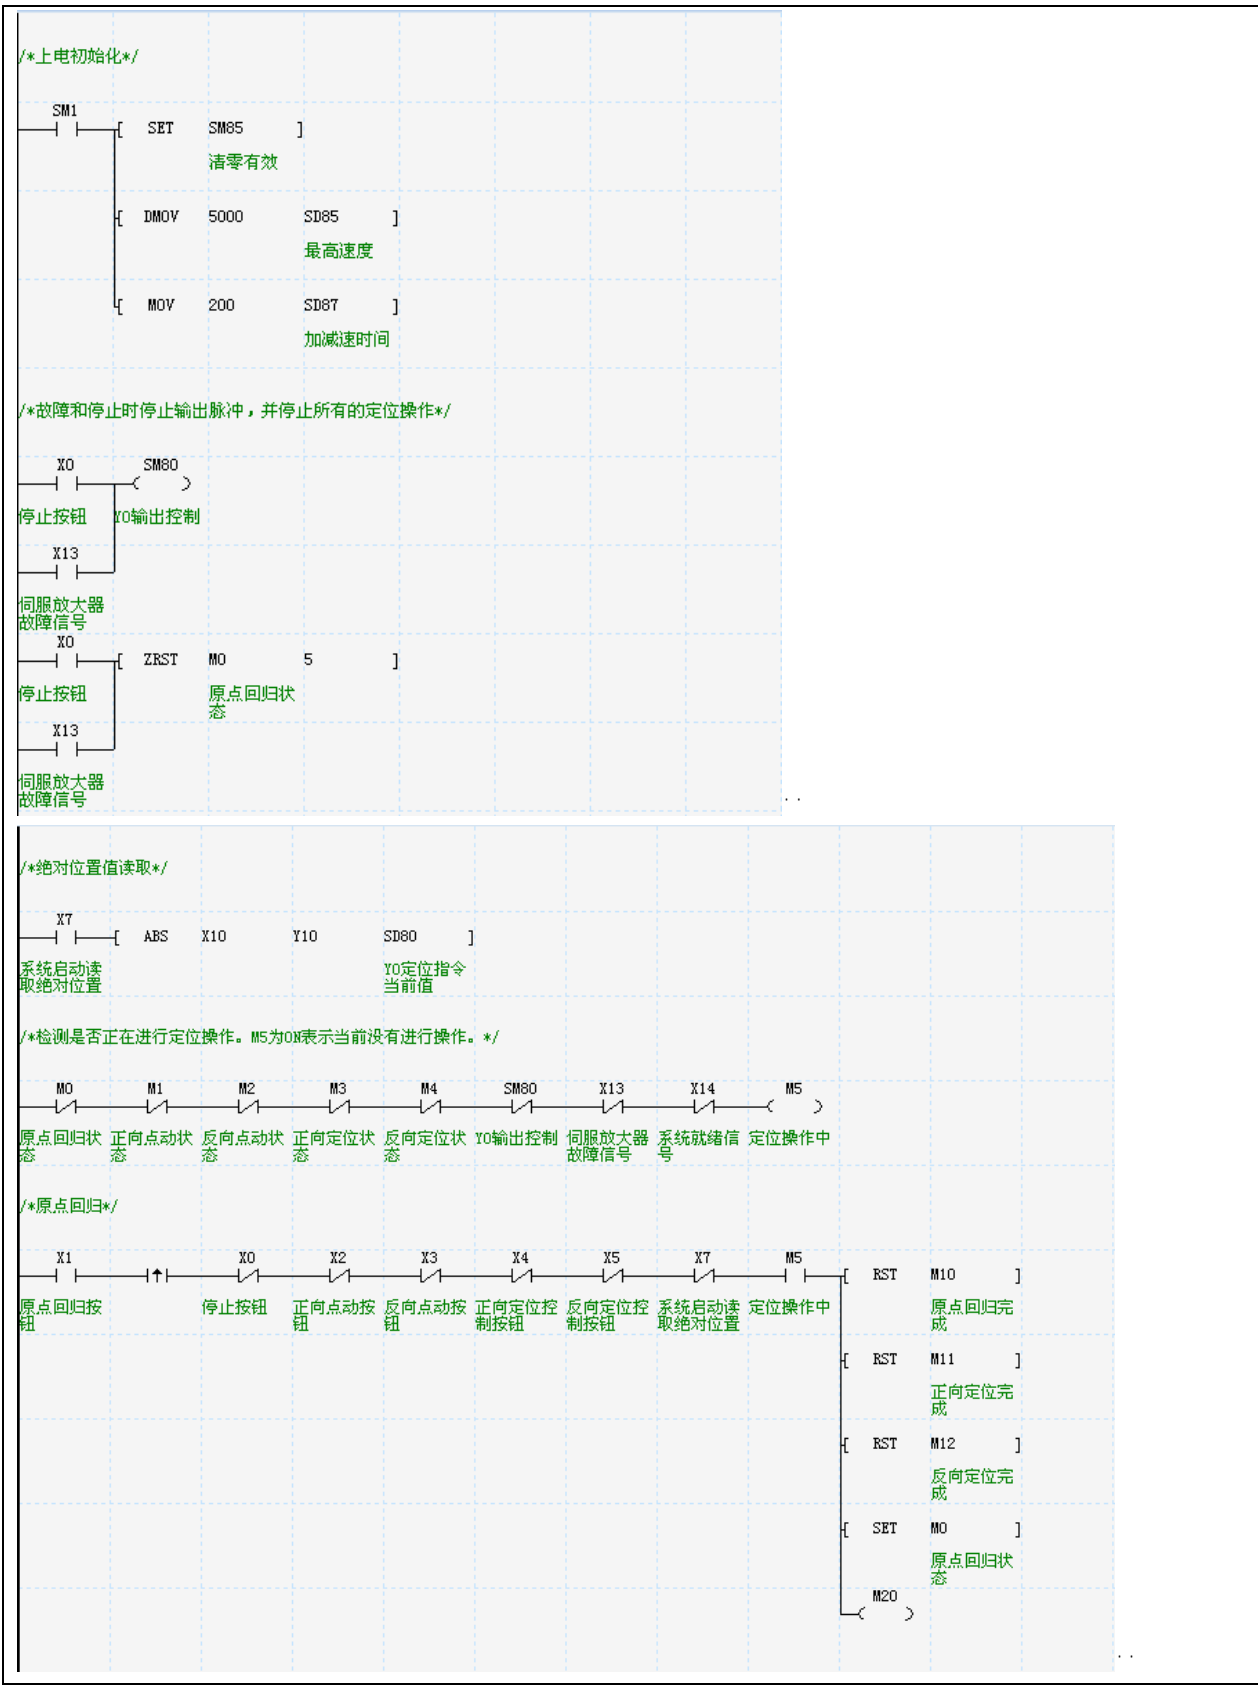 /*上电初始化*/
SM1
[ SET SM85 ]
清零有效
[ DMOV 5000 SD85 ]
最高速度
[ MOV 200 SD87 ]
加减速时间
/*故障和停止时停止输出脉冲，并停止所有的定位操作*/
X0 SM80
停止按钮 Y0输出控制
X13
伺服放大器
故障信号
X0
[ ZRST M0 5 ]
停止按钮 原点回归状
态
X13
伺服放大器
故障信号
. .
/*绝对位置值读取*/
X7
[ ABS X10 Y10 SD80 ]
系统启动读 Y0定位指令
取绝对位置 当前值
/*检测是否正在进行定位操作。M5为ON表示当前没有进行操作。*/
M0 M1 M2 M3 M4 SM80 X13 X14 M5
原点回归状 正向点动状 反向点动状 正向定位状 反向定位状 Y0输出控制 伺服放大器 系统就绪信 定位操作中
态 态 态 态 态 故障信号 号
/*原点回归*/
X1 X0 X2 X3 X4 X5 X7 M5
[ RST M10 ]
原点回归按 停止按钮 正向点动按 反向点动按 正向定位控 反向定位控 系统启动读 定位操作中 原点回归完
钮 钮 钮 制按钮 制按钮 取绝对位置 成
[ RST M11 ]
正向定位完
成
[ RST M12 ]
反向定位完
成
[ SET M0 ]
原点回归状
态
M20
. .